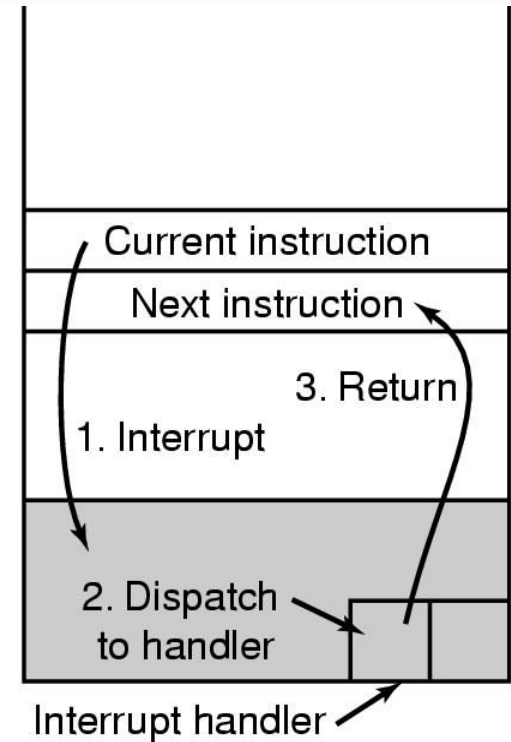 Current instruction
Next instruction
3. Return
1. Interrupt
2. Dispatch
to handler
Interrupt handler